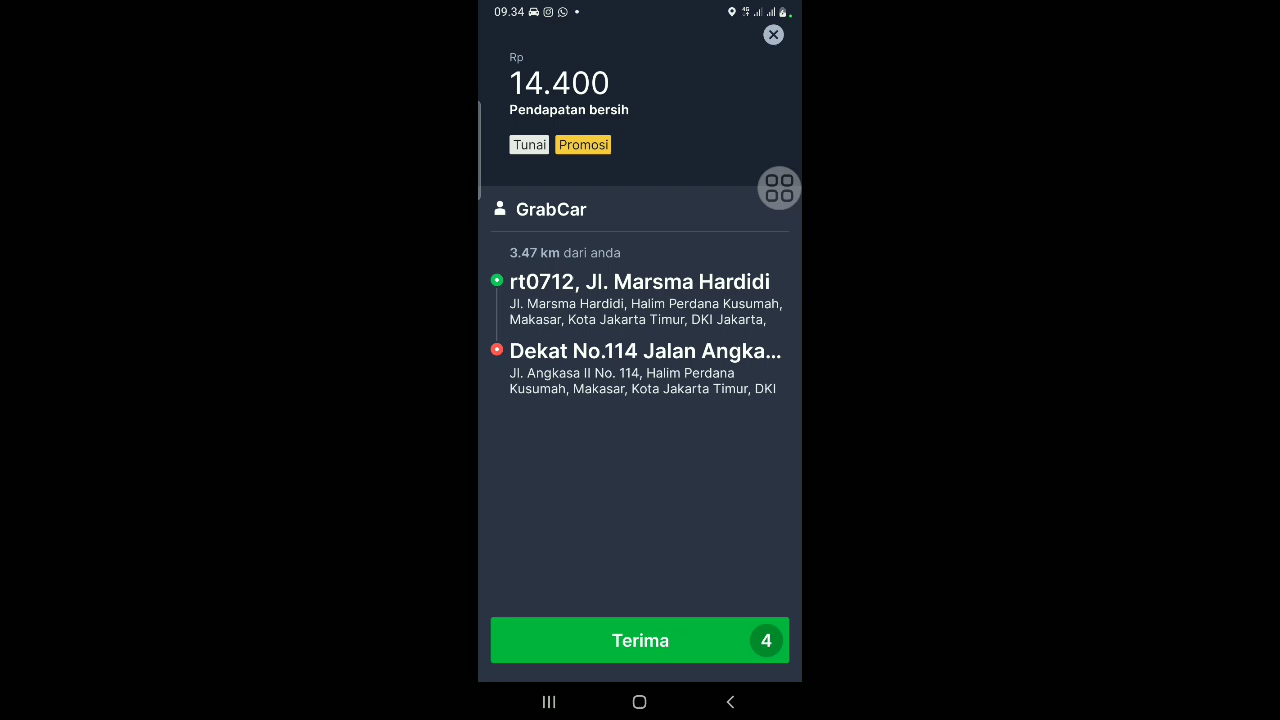 09.34
4G
Rp
14.400
Pendapatan bersih
Tunai Promosi
GrabCar
3.47 km dari anda
rt0712, Jl. Marsma Hardidi
Jl. Marsma Hardidi, Halim Perdana Kusumah,
Makasar, Kota Jakarta Timur, DKI Jakarta,
Dekat No.114 Jalan Angka...
Jl. Angkasa II No. 114, Halim Perdana
Kusumah, Makasar, Kota Jakarta Timur, DKI
Terima 4